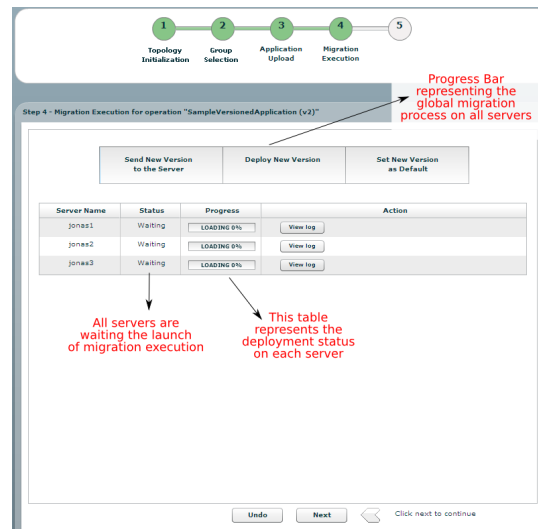 1 2 3 4 5
Topology Group Application Migration
Initialization Selection Upload Execution
Progress Bar
representing the
global migration
process on all servers
Step 4 - Migration Execution for operation "SampleVersionedApplication (v2)"
Send New Version Deploy New Version Set New Version
to the Server as Default
Server Name Status Progress Action
jonas1 Waiting LOADING 0% View log
jonas2 Waiting LOADING 0% View log
jonas3 Waiting LOADING 0% View log
All servers are
waiting the launch
of migration execution
This table
represents the
deployment status
on each server
Undo Next Click next to continue